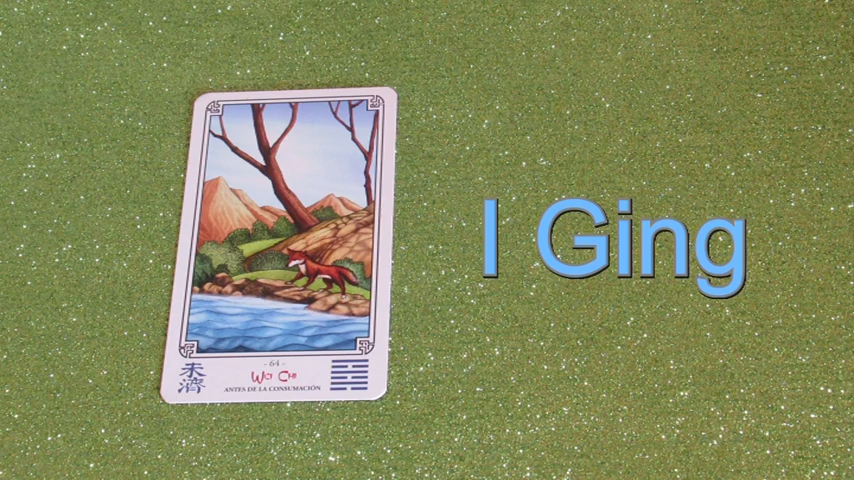 - 64 -
未濟
Wei Chi
ANTES DE LA CONSUMACIÓN
I Ging